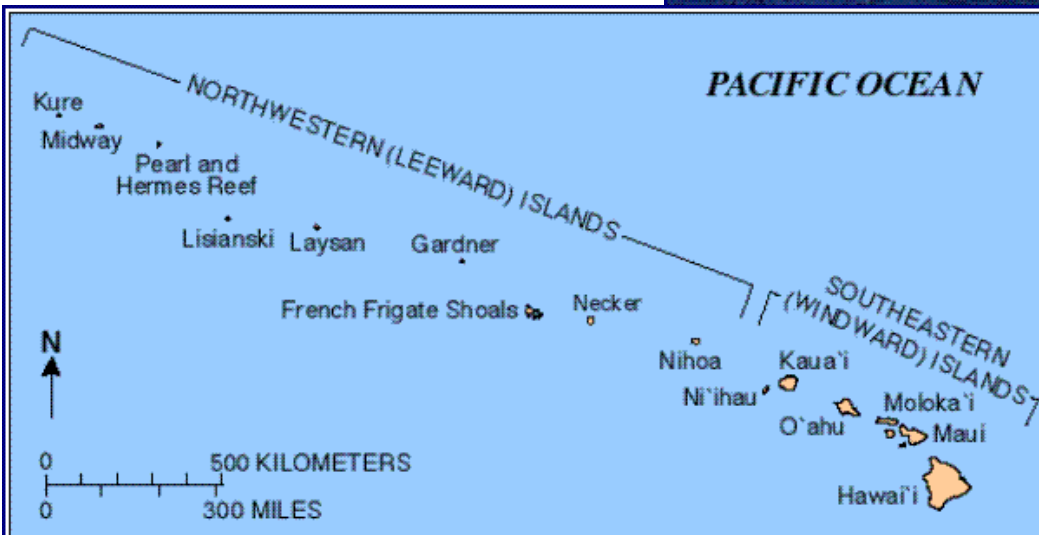 PACIFIC OCEAN
NORTHWESTERN (LEEWARD) ISLANDS
Kure
Midway
Pearl and
Hermes Reef
Lisianski
Laysan
Gardner
French Frigate Shoals
Necker
Nihoa
SOUTHEASTERN
(WINDWARD) ISLANDS
Kaua`i
Ni`ihau
O`ahu
Moloka`i
Maui
Hawai`i
N
0 500 KILOMETERS
0 300 MILES